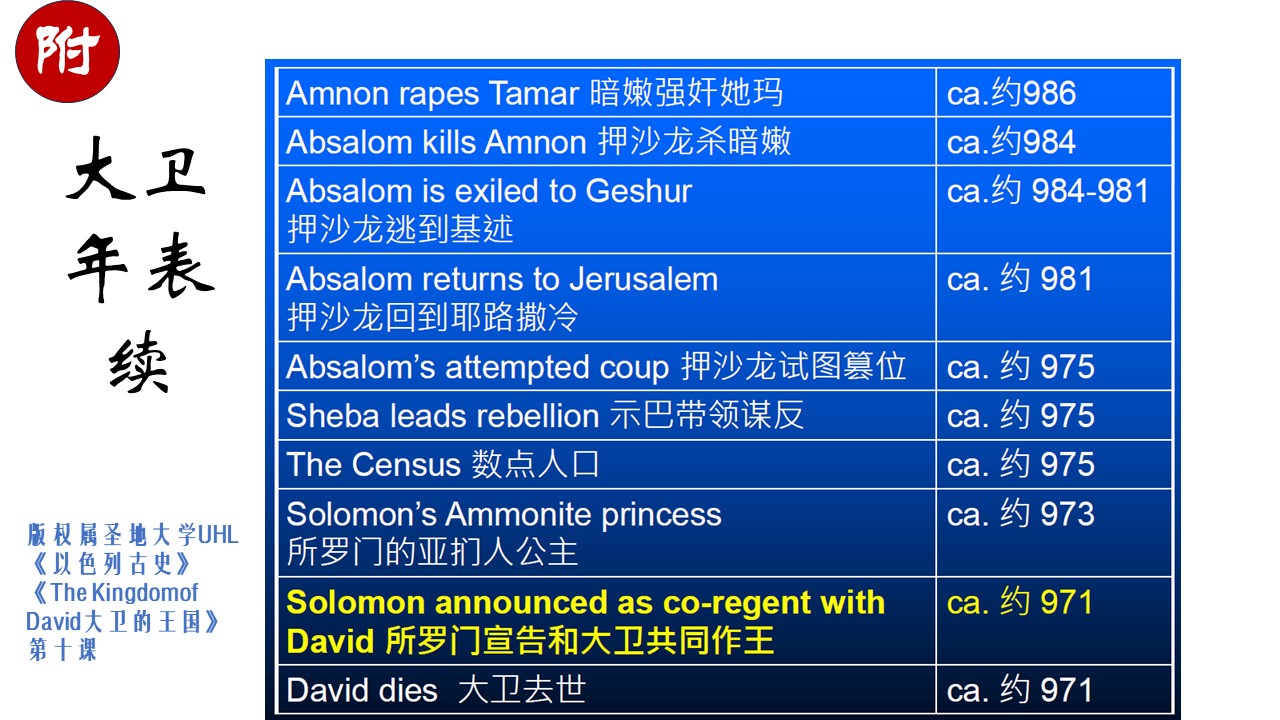 附
大卫
年表
续
版权属圣地大学UHL
《以色列古史》
《The Kingdomof
David大卫的王国》
第十课
Amnon rapes Tamar 暗嫩强奸她玛 ca.约986
Absalom kills Amnon 押沙龙杀暗嫩 ca.约984
Absalom is exiled to Geshur ca.约 984-981
押沙龙逃到基述
Absalom returns to Jerusalem ca. 约 981
押沙龙回到耶路撒冷
Absalom’s attempted coup 押沙龙试图篡位 ca. 约 975
Sheba leads rebellion 示巴带领谋反 ca. 约 975
The Census 数点人口 ca. 约 975
Solomon’s Ammonite princess ca. 约 973
所罗门的亚扪人公主
Solomon announced as co-regent with ca. 约 971
David 所罗门宣告和大卫共同作王
David dies 大卫去世 ca. 约 971